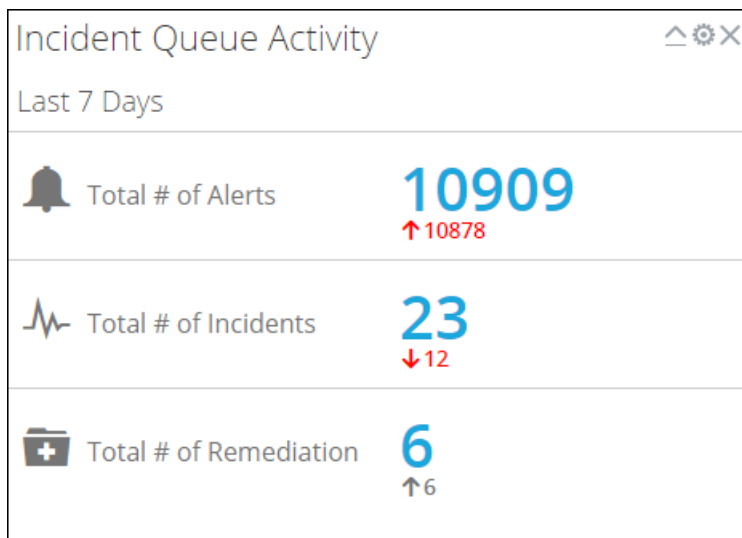 Incident Queue Activity
Last 7 Days
Total # of Alerts 10909
↑10878
Total # of Incidents 23
↓12
Total # of Remediation 6
↑6